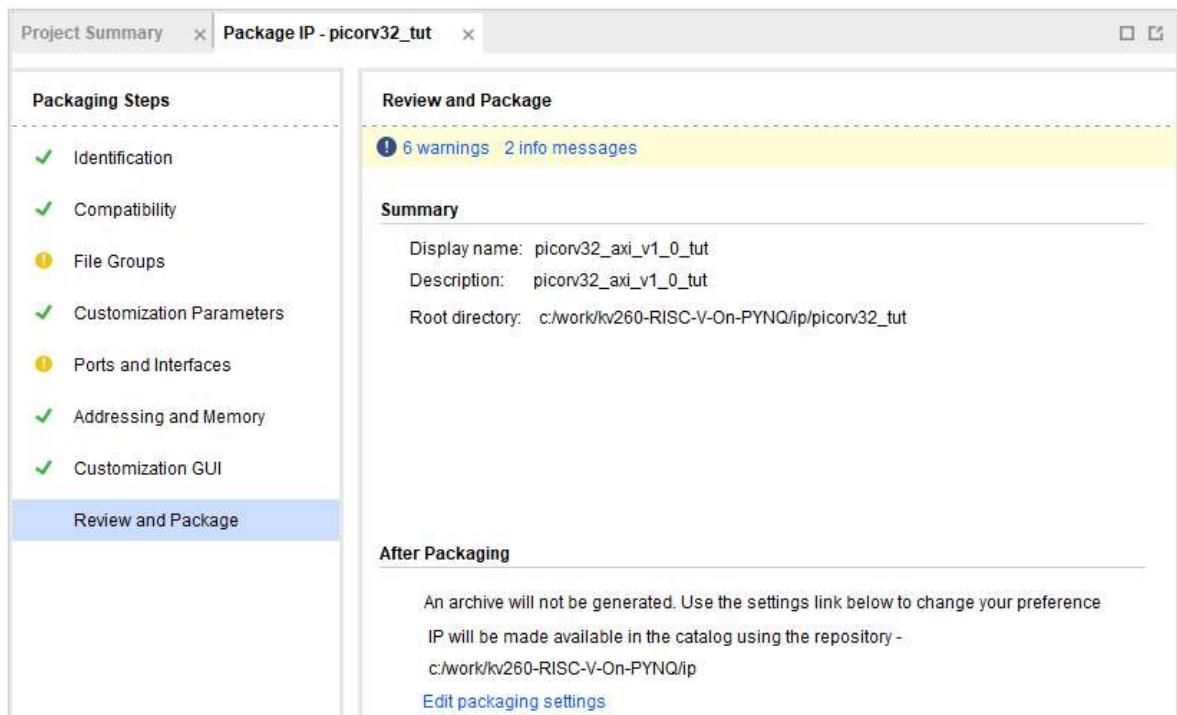 Project Summary × Package IP - picorv32_tut ×
Packaging Steps
Identification
Compatibility
File Groups
Customization Parameters
Ports and Interfaces
Addressing and Memory
Customization GUI
Review and Package
Review and Package
6 warnings 2 info messages
Summary
Display name: picorv32_axi_v1_0_tut
Description: picorv32_axi_v1_0_tut
Root directory: c:/work/kv260-RISC-V-On-PYNQ/ip/picorv32_tut
After Packaging
An archive will not be generated. Use the settings link below to change your preference
IP will be made available in the catalog using the repository -
c:/work/kv260-RISC-V-On-PYNQ/ip
Edit packaging settings